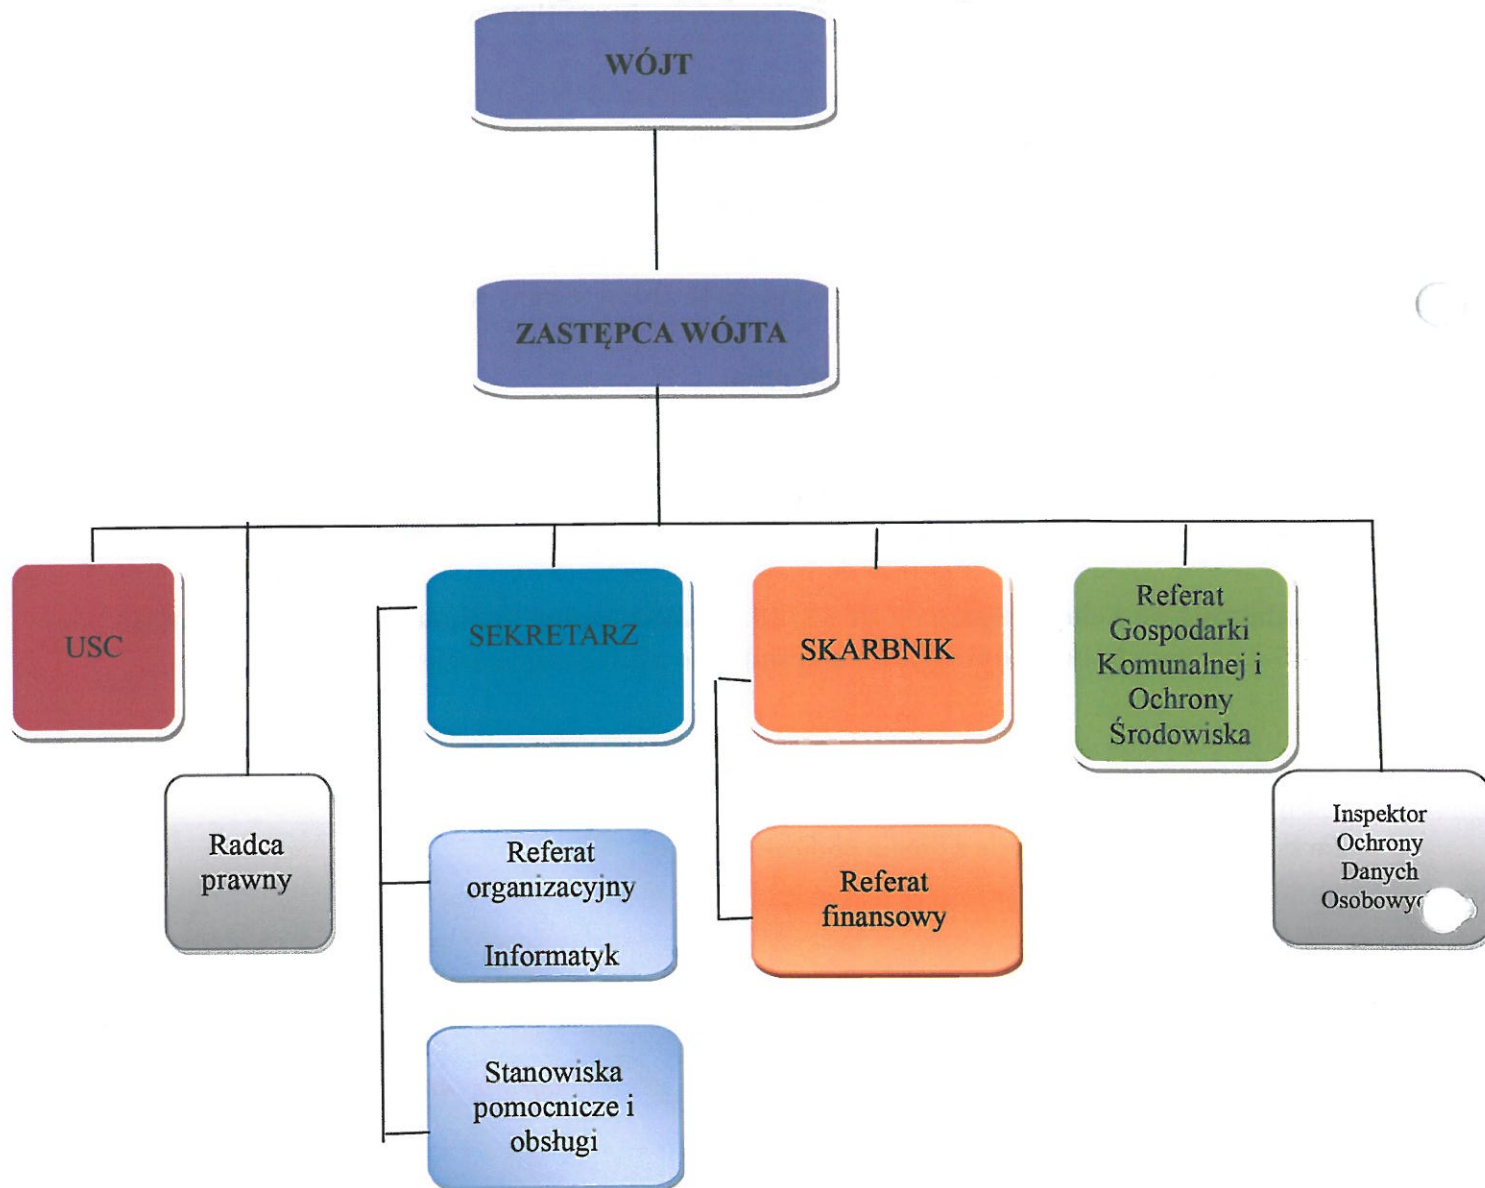 WÓJT
ZASTĘPCA WÓJTA
USC
SEKRETARZ
SKARBNIK
Referat
Gospodarki
Komunalnej i
Ochrony
Środowiska
Radca
prawny
Referat
organizacyjny
Informatyk
Referat
finansowy
Inspektor
Ochrony
Danych
Stanowiska
pomocnicze i
obsługi